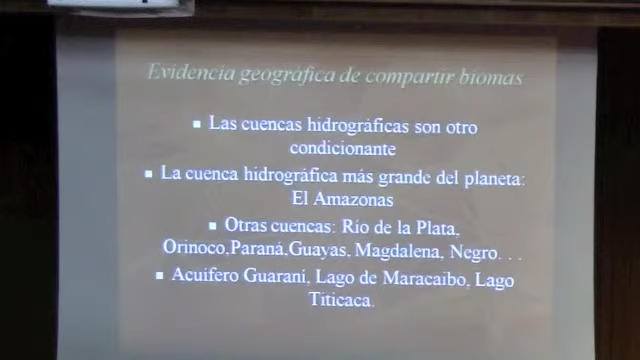 Evidencia geográfica de compartir biomas
▪ Las cuencas hidrográficas son otro
condicionante
▪ La cuenca hidrográfica más grande del planeta:
El Amazonas
▪ Otras cuencas: Río de la Plata,
Orinoco,Paraná,Guayas, Magdalena, Negro. . .
▪ Acuifero Guaraní, Lago de Maracaibo, Lago
Titicaca.